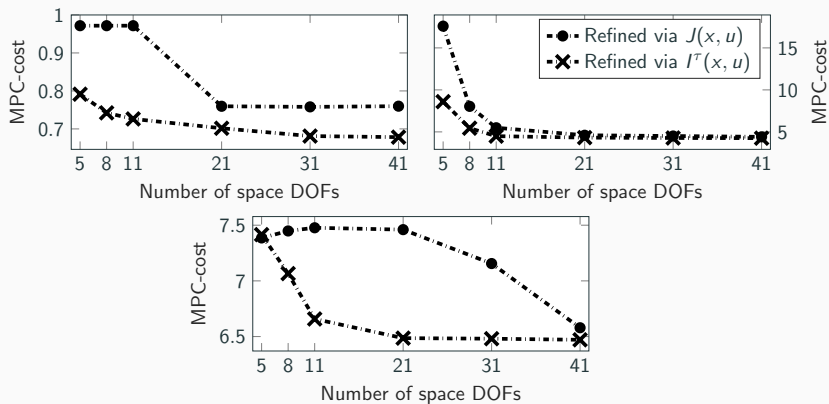 1
0.9
0.8
0.7
MPC-cost
5 8 11 21 31 41
Number of space DOFs
Refined via J(x, u)
Refined via I^τ(x, u)
15
10
5
MPC-cost
5 8 11 21 31 41
Number of space DOFs
7.5
7
6.5
MPC-cost
5 8 11 21 31 41
Number of space DOFs